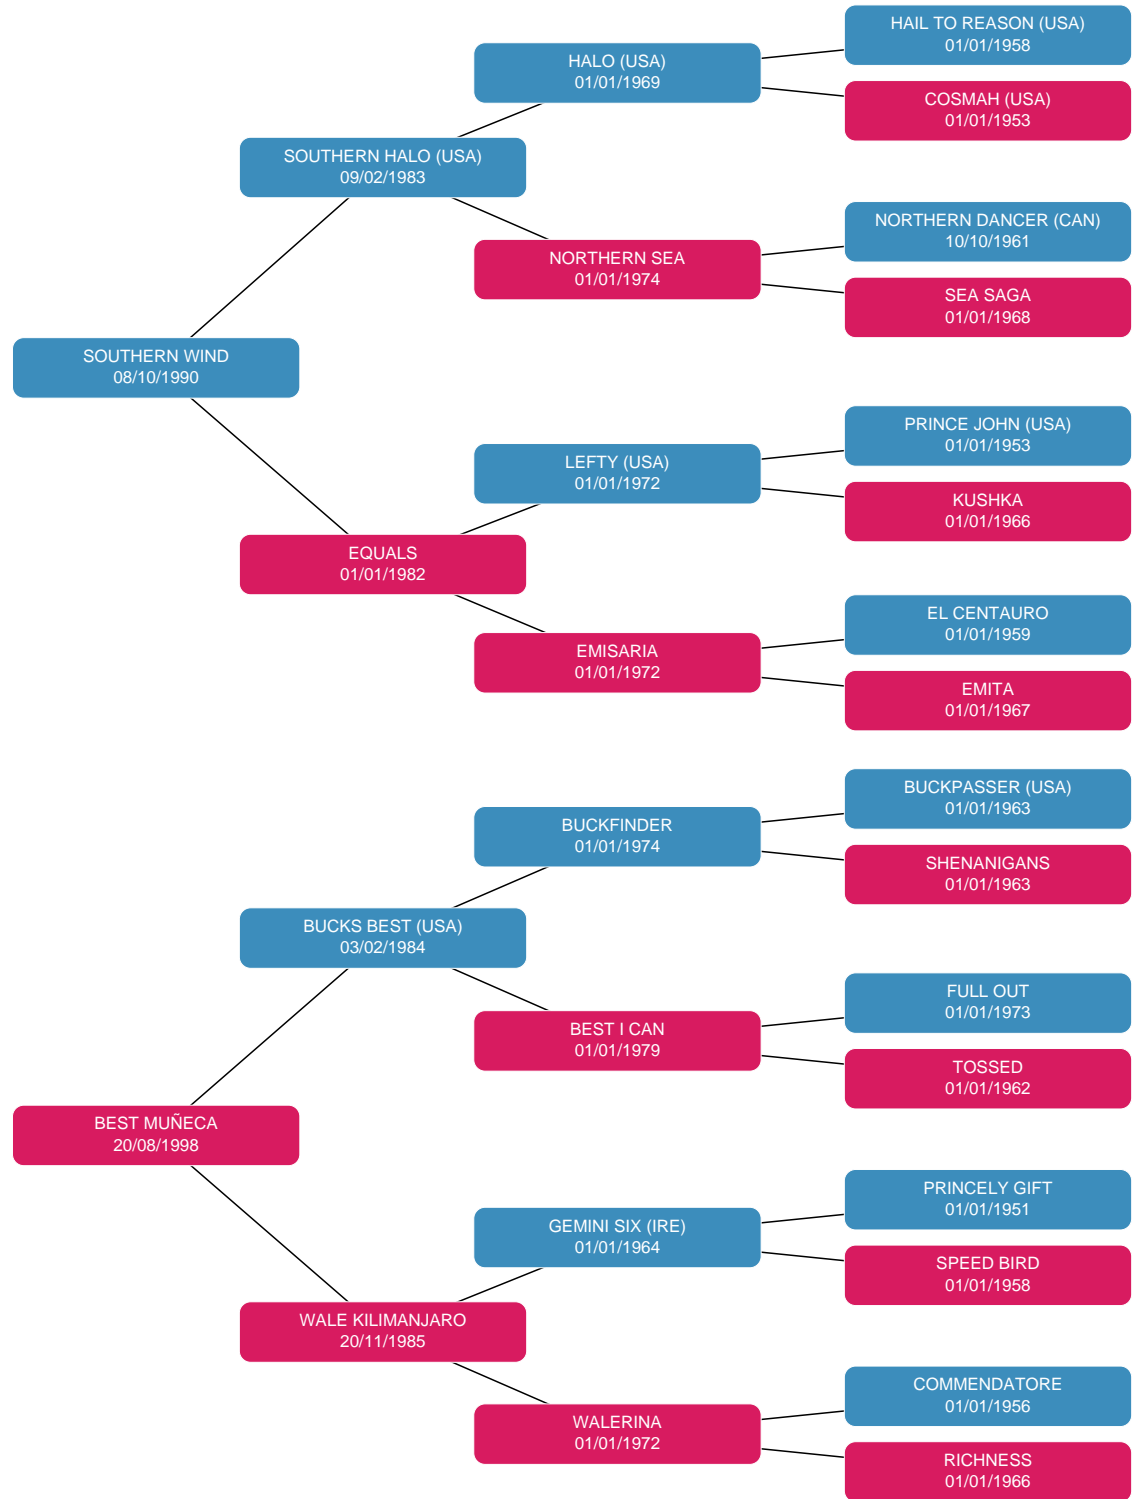 HAIL TO REASON (USA)
01/01/1958
HALO (USA)
01/01/1969
COSMAH (USA)
01/01/1953
SOUTHERN HALO (USA)
09/02/1983
NORTHERN DANCER (CAN)
10/10/1961
NORTHERN SEA
01/01/1974
SEA SAGA
01/01/1968
SOUTHERN WIND
08/10/1990
PRINCE JOHN (USA)
01/01/1953
LEFTY (USA)
01/01/1972
KUSHKA
01/01/1966
EQUALS
01/01/1982
EL CENTAURO
01/01/1959
EMISARIA
01/01/1972
EMITA
01/01/1967
BUCKPASSER (USA)
01/01/1963
BUCKFINDER
01/01/1974
SHENANIGANS
01/01/1963
BUCKS BEST (USA)
03/02/1984
FULL OUT
01/01/1973
BEST I CAN
01/01/1979
TOSSED
01/01/1962
BEST MUÑECA
20/08/1998
PRINCELY GIFT
01/01/1951
GEMINI SIX (IRE)
01/01/1964
SPEED BIRD
01/01/1958
WALE KILIMANJARO
20/11/1985
COMMENDATORE
01/01/1956
WALERINA
01/01/1972
RICHNESS
01/01/1966